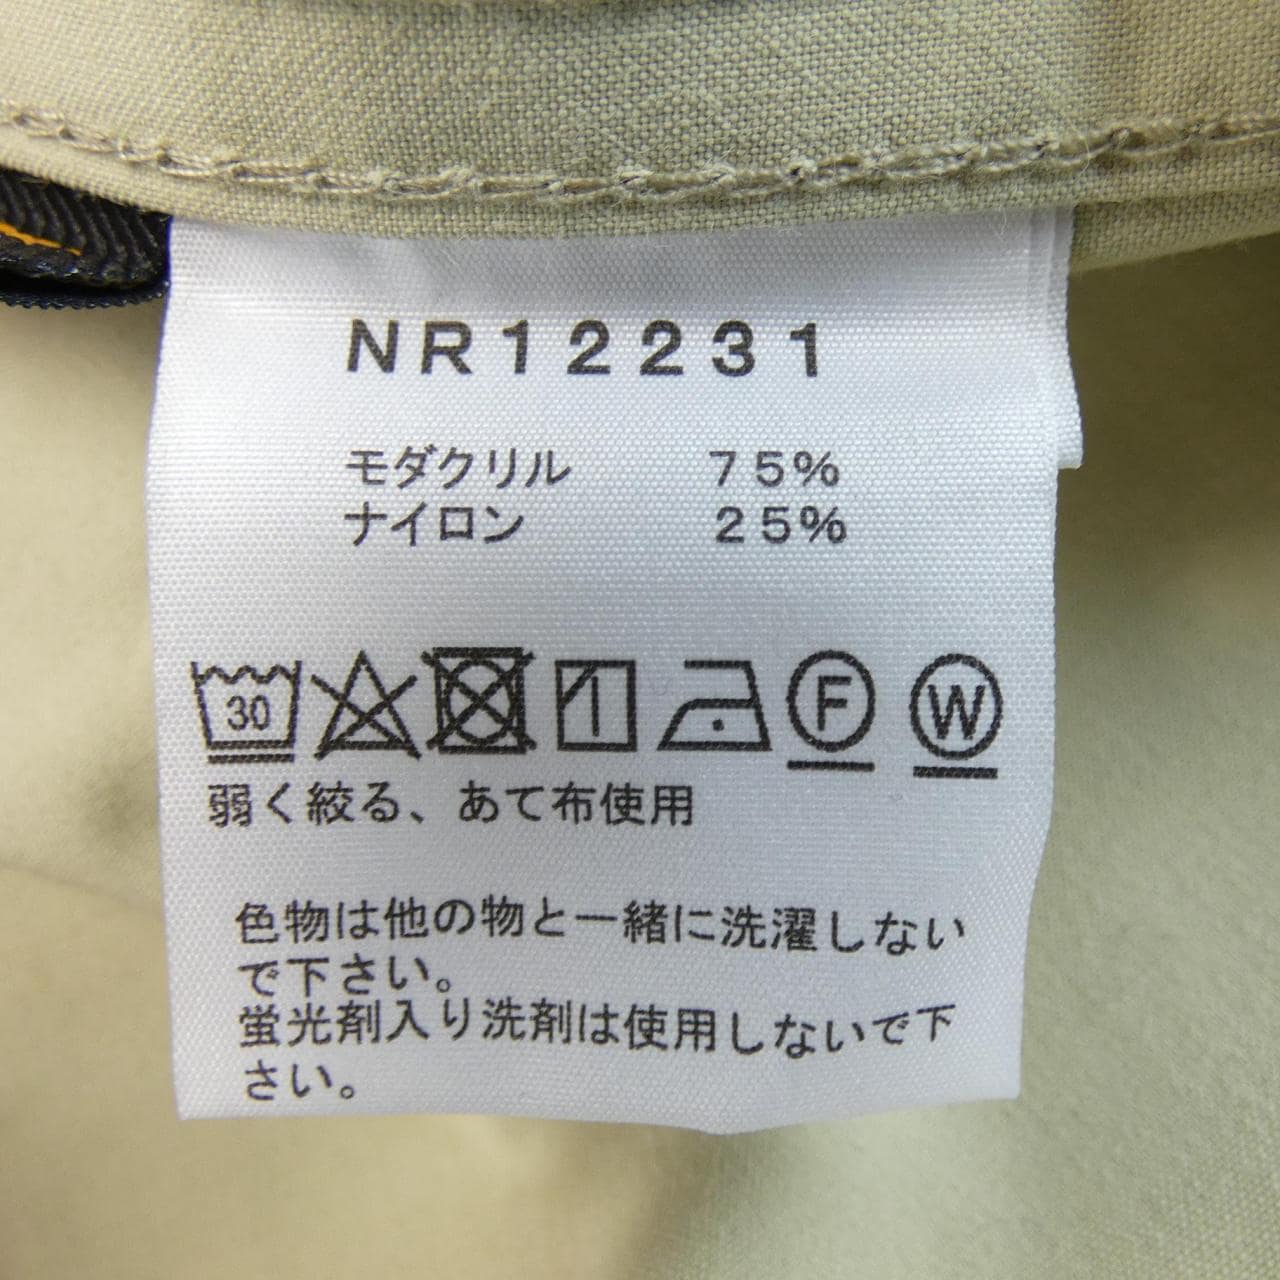 NR12231
モダクリル 75%
ナイロン 25%
30 F W
弱く絞る、あて布使用
色物は他の物と一緒に洗濯しない
で下さい。
蛍光剤入り洗剤は使用しないで下
さい。